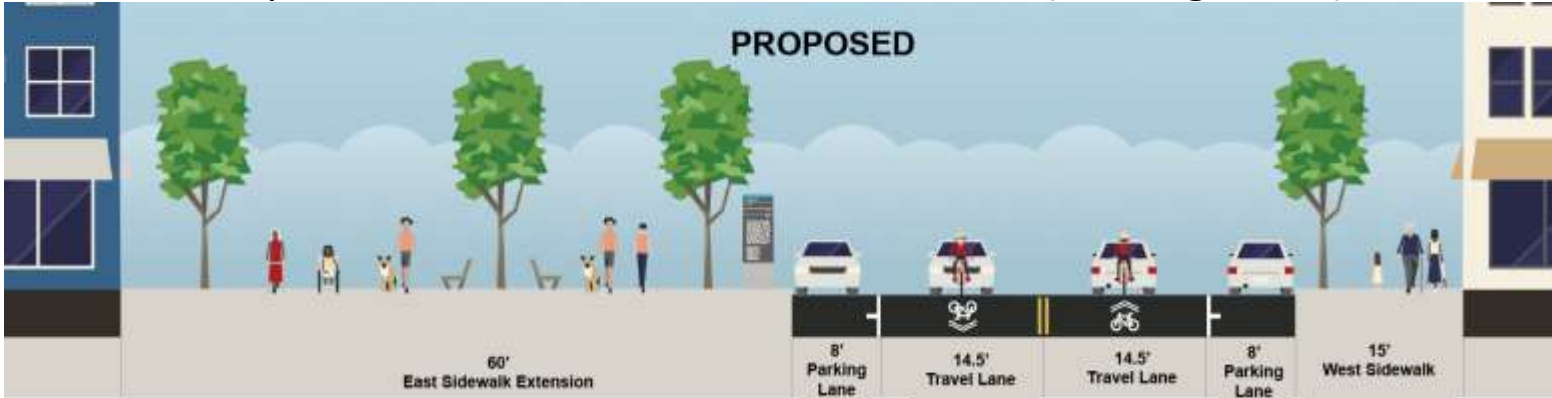 PROPOSED
60'
East Sidewalk Extension
8'
Parking
Lane
14.5'
Travel Lane
14.5'
Travel Lane
8'
Parking
Lane
15'
West Sidewalk